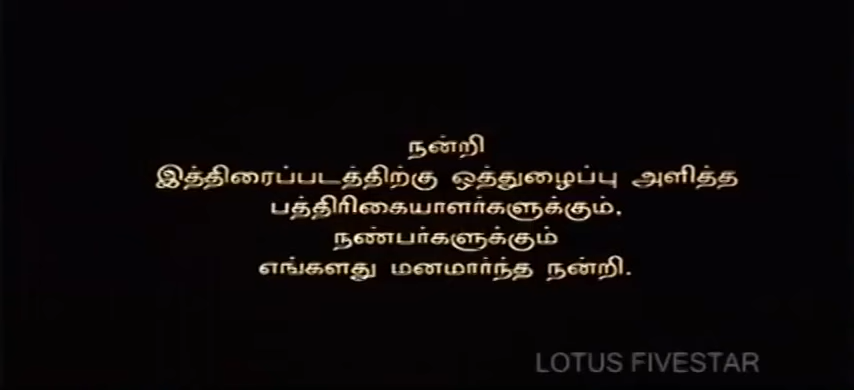 நன்றி
இத்திரைப்படத்திற்கு ஒத்துழைப்பு அளித்த
பத்திரிகையாளர்களுக்கும்,
நண்பர்களுக்கும்
எங்களது மனமார்ந்த நன்றி.
LOTUS FIVESTAR